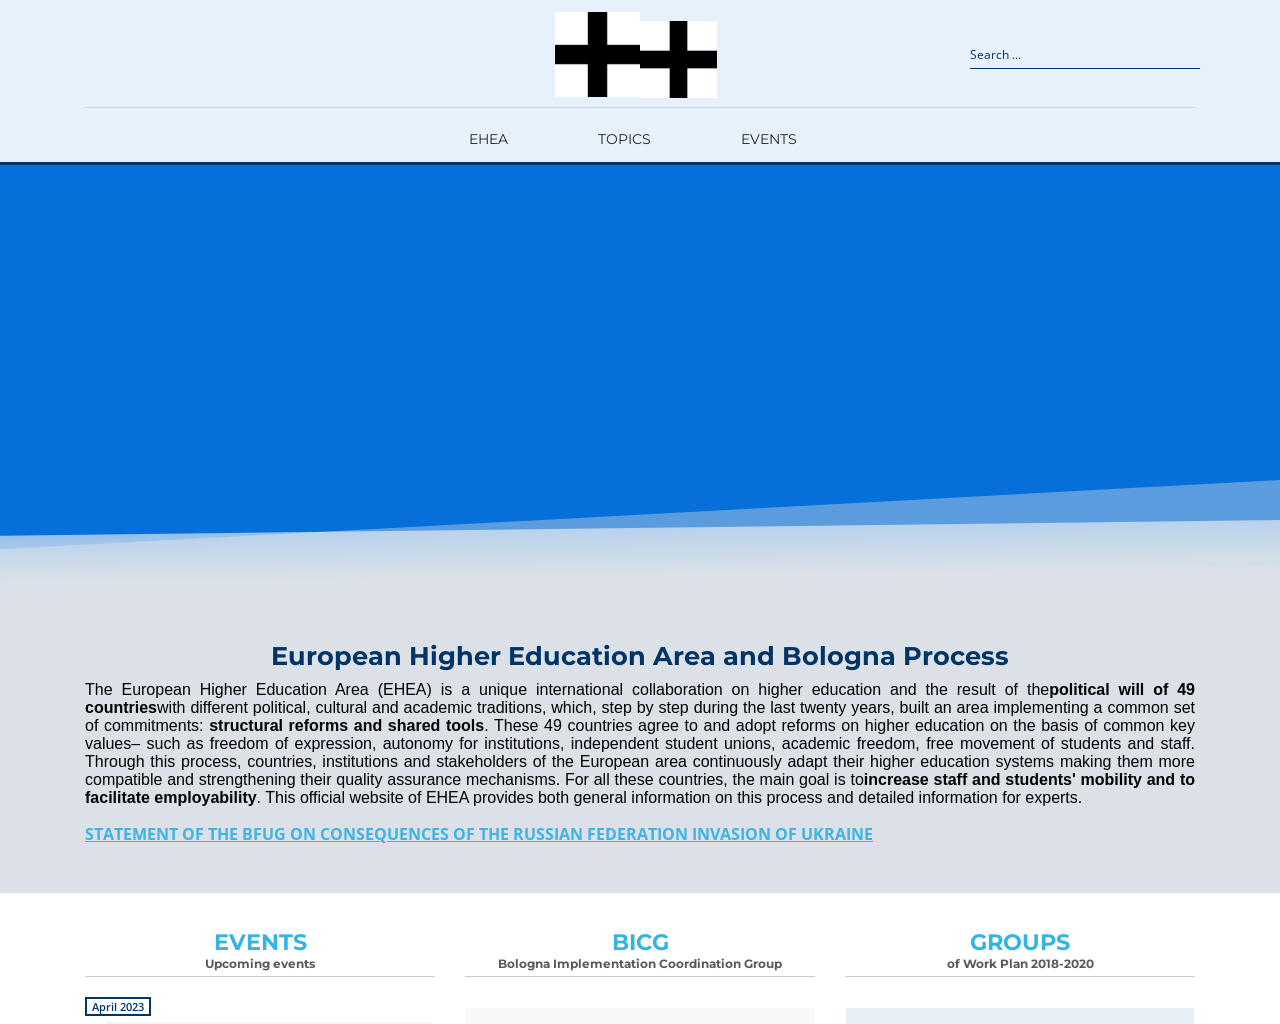 Search ...
EHEA
TOPICS
EVENTS
European Higher Education Area and Bologna Process
The European Higher Education Area (EHEA) is a unique international collaboration on higher education and the result of thepolitical will of 49
countrieswith different political, cultural and academic traditions, which, step by step during the last twenty years, built an area implementing a common set
of commitments: structural reforms and shared tools. These 49 countries agree to and adopt reforms on higher education on the basis of common key
values– such as freedom of expression, autonomy for institutions, independent student unions, academic freedom, free movement of students and staff.
Through this process, countries, institutions and stakeholders of the European area continuously adapt their higher education systems making them more
compatible and strengthening their quality assurance mechanisms. For all these countries, the main goal is toincrease staff and students' mobility and to
facilitate employability. This official website of EHEA provides both general information on this process and detailed information for experts.
STATEMENT OF THE BFUG ON CONSEQUENCES OF THE RUSSIAN FEDERATION INVASION OF UKRAINE
EVENTS
Upcoming events
April 2023
BICG
Bologna Implementation Coordination Group
GROUPS
of Work Plan 2018-2020